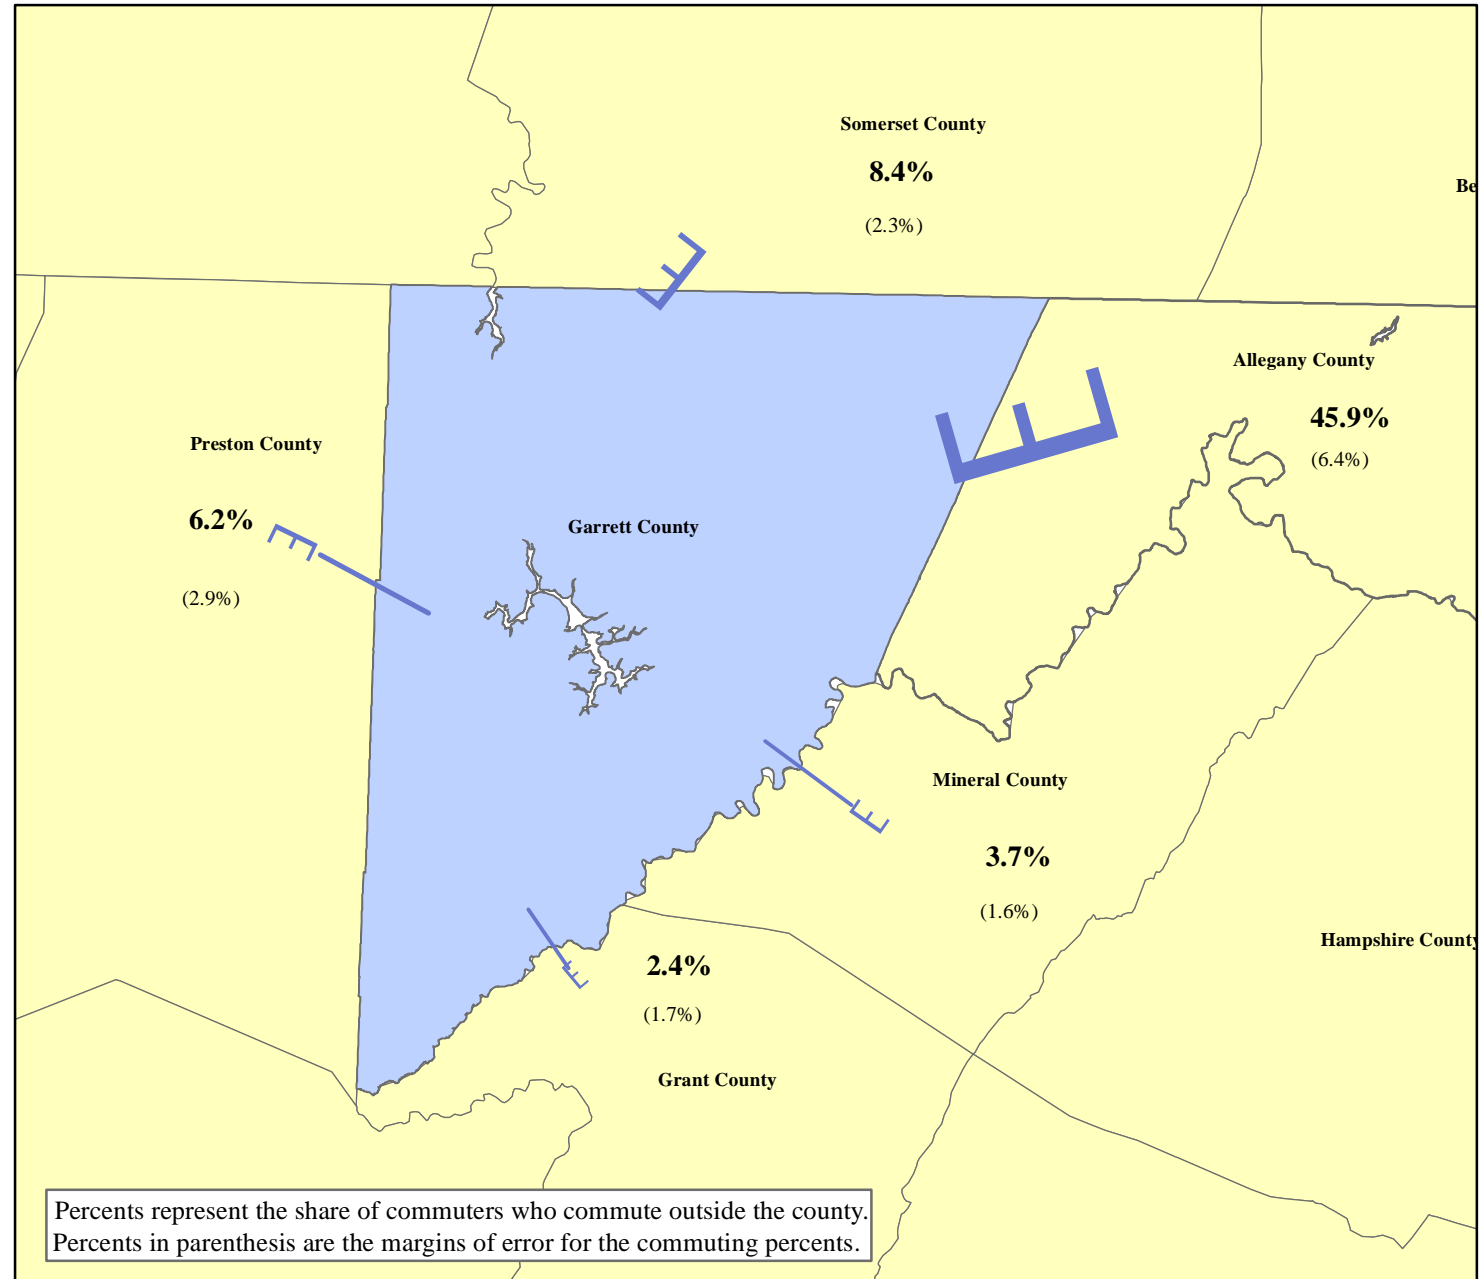 Somerset County
8.4%
(2.3%)
Be
Allegany County
45.9%
(6.4%)
Preston County
6.2%
(2.9%)
Garrett County
Mineral County
3.7%
(1.6%)
Hampshire County
2.4%
(1.7%)
Grant County
Percents represent the share of commuters who commute outside the county.
Percents in parenthesis are the margins of error for the commuting percents.